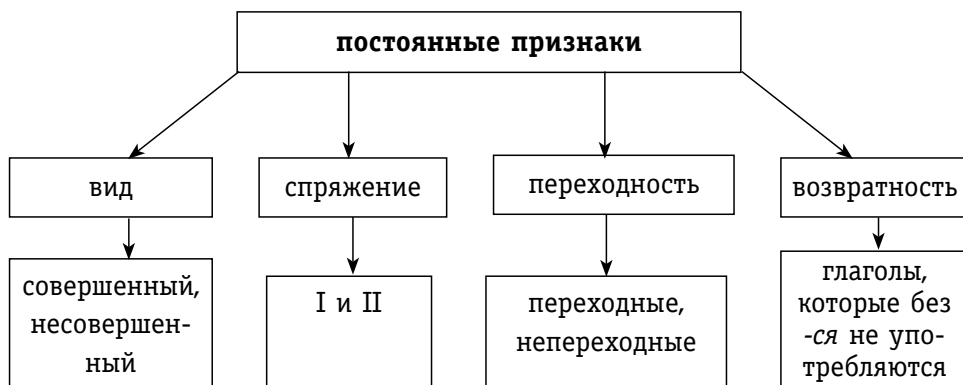 постоянные признаки
вид
спряжение
переходность
возвратность
совершенный,
несовершен-
ный
I и II
переходные,
непереходные
глаголы,
которые без
-ся не упо-
требляются